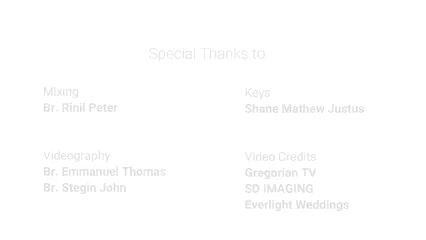 Special Thanks to
Mixing
Br. Rinil Peter
Keys
Shane Mathew Justus
Videography
Br. Emmanuel Thomas
Br. Stegin John
Video Credits
Gregorian TV
SD IMAGING
Everlight Weddings